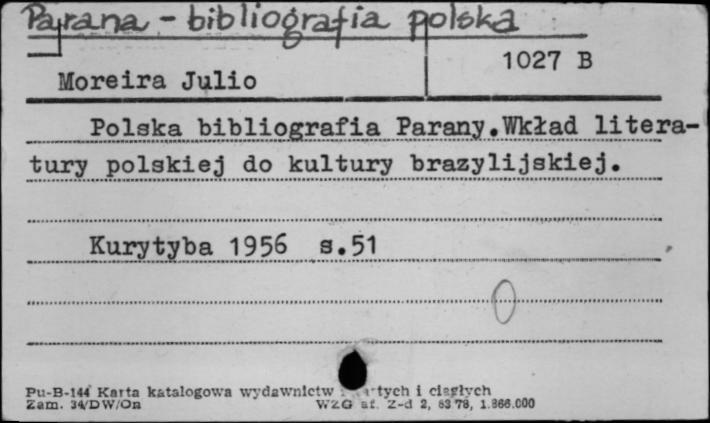 Parana - bibliografia polska
1027 B
Moreira Julio
Polska bibliografia Parany.Wkład litera-
tury polskiej do kultury brazylijskiej.
Kurytyba 1956 s.51
Pu-B-144 Karta katalogowa wydawnictw i ciągłych
Zam. 34/DW/On WZG Z-d 2, 63 78, 1.866.000